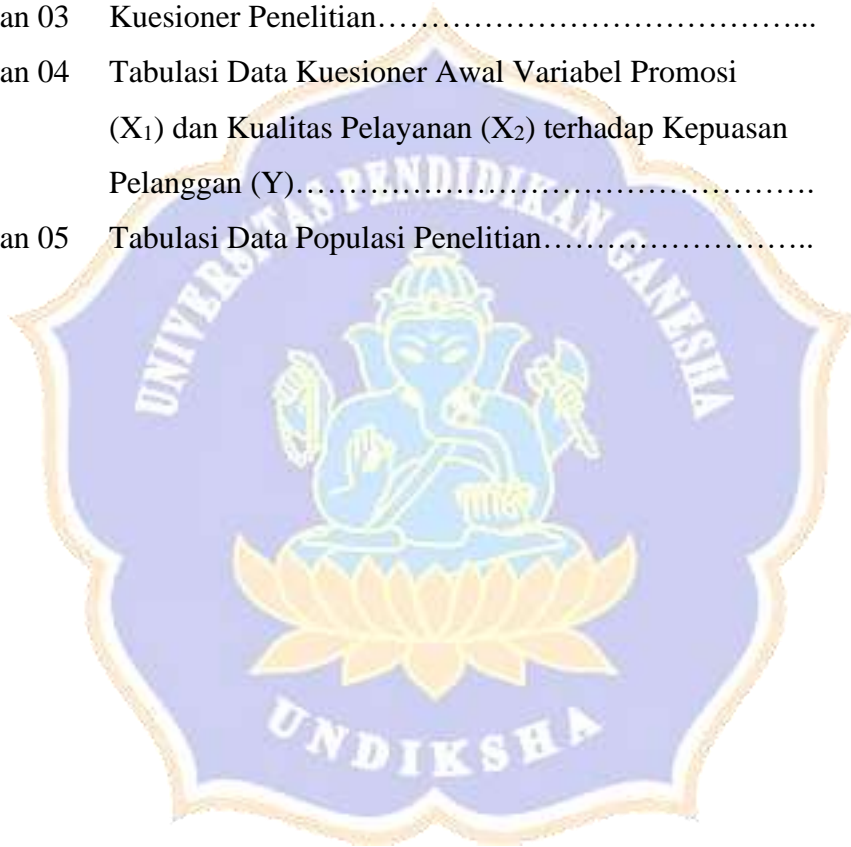 an 03 Kuesioner Penelitian…………………………………...
an 04 Tabulasi Data Kuesioner Awal Variabel Promosi
(X₁) dan Kualitas Pelayanan (X₂) terhadap Kepuasan
Pelanggan (Y)………………………………………….
an 05 Tabulasi Data Populasi Penelitian……………………..
UNIVERSITAS PENDIDIKAN GANESHA
UNDIKSHA